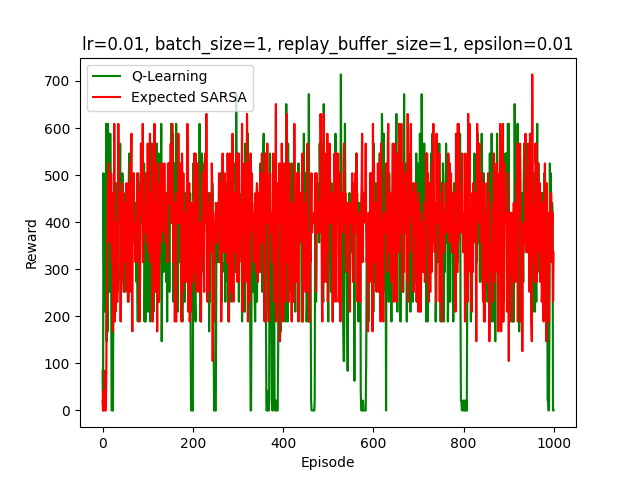 lr=0.01, batch_size=1, replay_buffer_size=1, epsilon=0.01
Q-Learning
Expected SARSA
700
600
500
400
300
200
100
0
Reward
0 200 400 600 800 1000
Episode